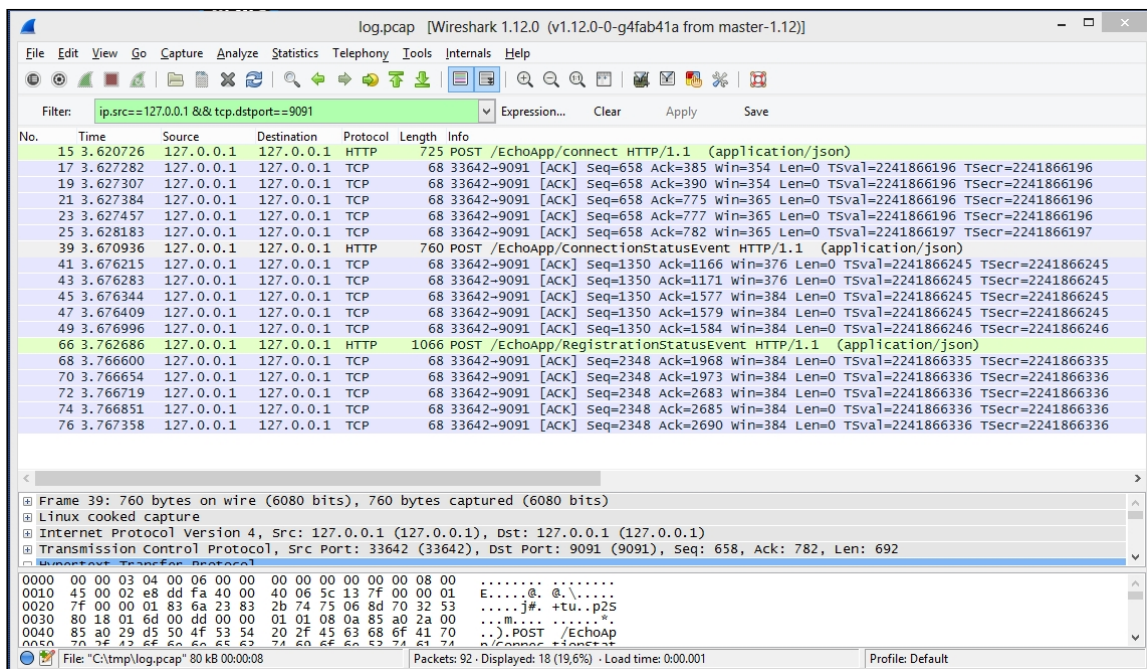 log.pcap [Wireshark 1.12.0 (v1.12.0-0-g4fab41a from master-1.12)]
File Edit View Go Capture Analyze Statistics Telephony Tools Internals Help
Filter: ip.src==127.0.0.1 && tcp.dstport==9091 Expression... Clear Apply Save
No. Time Source Destination Protocol Length Info
15 3.620726 127.0.0.1 127.0.0.1 HTTP 725 POST /EchoApp/connect HTTP/1.1 (application/json)
17 3.627282 127.0.0.1 127.0.0.1 TCP 68 33642→9091 [ACK] Seq=658 Ack=385 Win=354 Len=0 TSval=2241866196 TSecr=2241866196
19 3.627307 127.0.0.1 127.0.0.1 TCP 68 33642→9091 [ACK] Seq=658 Ack=390 Win=354 Len=0 TSval=2241866196 TSecr=2241866196
21 3.627384 127.0.0.1 127.0.0.1 TCP 68 33642→9091 [ACK] Seq=658 Ack=775 Win=365 Len=0 TSval=2241866196 TSecr=2241866196
23 3.627457 127.0.0.1 127.0.0.1 TCP 68 33642→9091 [ACK] Seq=658 Ack=777 Win=365 Len=0 TSval=2241866196 TSecr=2241866196
25 3.628183 127.0.0.1 127.0.0.1 TCP 68 33642→9091 [ACK] Seq=658 Ack=782 Win=365 Len=0 TSval=2241866197 TSecr=2241866197
39 3.670936 127.0.0.1 127.0.0.1 HTTP 760 POST /EchoApp/ConnectionStatusEvent HTTP/1.1 (application/json)
41 3.676215 127.0.0.1 127.0.0.1 TCP 68 33642→9091 [ACK] Seq=1350 Ack=1166 Win=376 Len=0 TSval=2241866245 TSecr=2241866245
43 3.676283 127.0.0.1 127.0.0.1 TCP 68 33642→9091 [ACK] Seq=1350 Ack=1171 Win=376 Len=0 TSval=2241866245 TSecr=2241866245
45 3.676344 127.0.0.1 127.0.0.1 TCP 68 33642→9091 [ACK] Seq=1350 Ack=1577 Win=384 Len=0 TSval=2241866245 TSecr=2241866245
47 3.676409 127.0.0.1 127.0.0.1 TCP 68 33642→9091 [ACK] Seq=1350 Ack=1579 Win=384 Len=0 TSval=2241866245 TSecr=2241866245
49 3.676996 127.0.0.1 127.0.0.1 TCP 68 33642→9091 [ACK] Seq=1350 Ack=1584 Win=384 Len=0 TSval=2241866246 TSecr=2241866246
66 3.762686 127.0.0.1 127.0.0.1 HTTP 1066 POST /EchoApp/RegistrationStatusEvent HTTP/1.1 (application/json)
68 3.766600 127.0.0.1 127.0.0.1 TCP 68 33642→9091 [ACK] Seq=2348 Ack=1968 Win=384 Len=0 TSval=2241866335 TSecr=2241866335
70 3.766654 127.0.0.1 127.0.0.1 TCP 68 33642→9091 [ACK] Seq=2348 Ack=1973 Win=384 Len=0 TSval=2241866336 TSecr=2241866336
72 3.766719 127.0.0.1 127.0.0.1 TCP 68 33642→9091 [ACK] Seq=2348 Ack=2683 Win=384 Len=0 TSval=2241866336 TSecr=2241866336
74 3.766851 127.0.0.1 127.0.0.1 TCP 68 33642→9091 [ACK] Seq=2348 Ack=2685 Win=384 Len=0 TSval=2241866336 TSecr=2241866336
76 3.767358 127.0.0.1 127.0.0.1 TCP 68 33642→9091 [ACK] Seq=2348 Ack=2690 Win=384 Len=0 TSval=2241866336 TSecr=2241866336
Frame 39: 760 bytes on wire (6080 bits), 760 bytes captured (6080 bits)
Linux cooked capture
Internet Protocol Version 4, Src: 127.0.0.1 (127.0.0.1), Dst: 127.0.0.1 (127.0.0.1)
Transmission Control Protocol, Src Port: 33642 (33642), Dst Port: 9091 (9091), Seq: 658, Ack: 782, Len: 692
Hypertext Transfer Protocol
0000 00 00 03 04 00 06 00 00 00 00 00 00 00 00 08 00 ........ ........
0010 45 00 02 e8 dd fa 40 00 40 06 5c 13 7f 00 00 01 E.....@. @.\.....
0020 7f 00 00 01 83 6a 23 83 2b 74 75 06 8d 70 32 53 .....j#. +tu..p2S
0030 80 18 01 6d 00 dd 00 00 01 01 08 0a 85 a0 2a 00 ...m.... ......*.
0040 85 a0 29 d5 50 4f 53 54 20 2f 45 63 68 6f 41 70 ..).POST /EchoAp
0050 70 2f 43 6f 6e 6e 65 63 74 69 6f 6e 53 74 61 74 p/Connec tionStat
File: "C:\tmp\log.pcap" 80 kB 00:00:08 Packets: 92 · Displayed: 18 (19,6%) · Load time: 0:00.001 Profile: Default